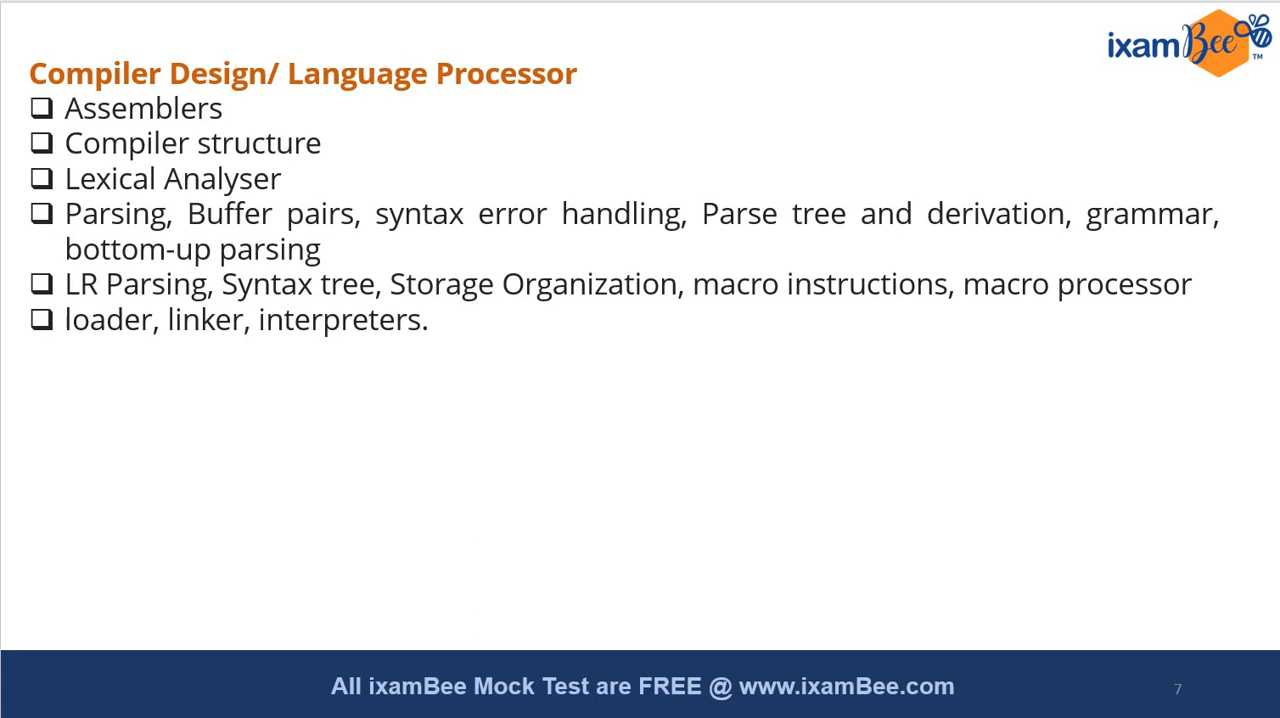 ixamBee™
Compiler Design/ Language Processor
❑ Assemblers
❑ Compiler structure
❑ Lexical Analyser
❑ Parsing, Buffer pairs, syntax error handling, Parse tree and derivation, grammar,
bottom-up parsing
❑ LR Parsing, Syntax tree, Storage Organization, macro instructions, macro processor
❑ loader, linker, interpreters.
All ixamBee Mock Test are FREE @ www.ixamBee.com
7